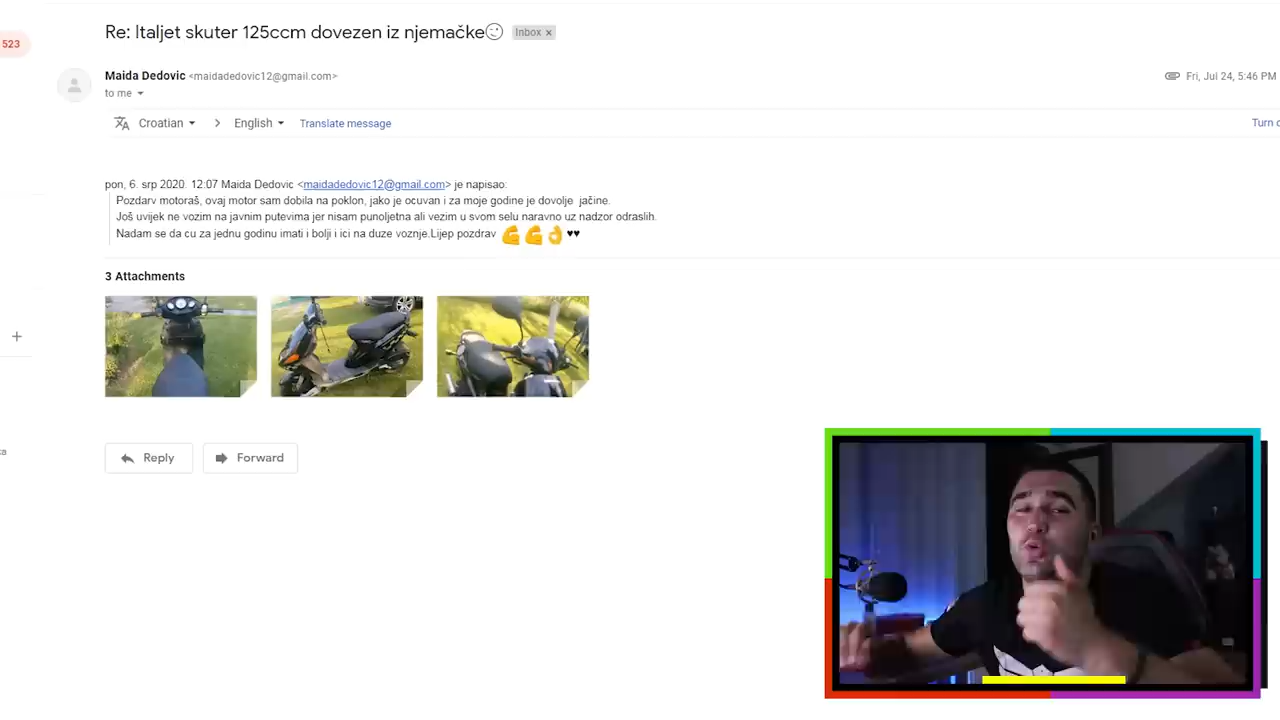 523
Re: Italjet skuter 125ccm dovezen iz njemačke🙂 Inbox ×
Maida Dedovic <maidadedovic12@gmail.com>
Fri, Jul 24, 5:46 PM
to me
Croatian > English Translate message
Turn
pon, 6. srp 2020. 12:07 Maida Dedovic <maidadedovic12@gmail.com> je napisao:
Pozdarv motoraš, ovaj motor sam dobila na poklon, jako je ocuvan i za moje godine je dovolje jačine.
Još uvijek ne vozim na javnim putevima jer nisam punoljetna ali vezim u svom selu naravno uz nadzor odraslih.
Nadam se da cu za jednu godinu imati i bolji i ici na duze voznje.Lijep pozdrav 💪 💪 👌 ♥♥
3 Attachments
Reply
Forward